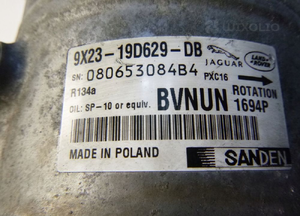 9X23-19D629-DB
JAGUAR
LAND ROVER
SN: 080653084B4
PXC16
R134a
OIL: SP-10 or equiv.
BVNUN
ROTATION
1694P
MADE IN POLAND
SANDEN